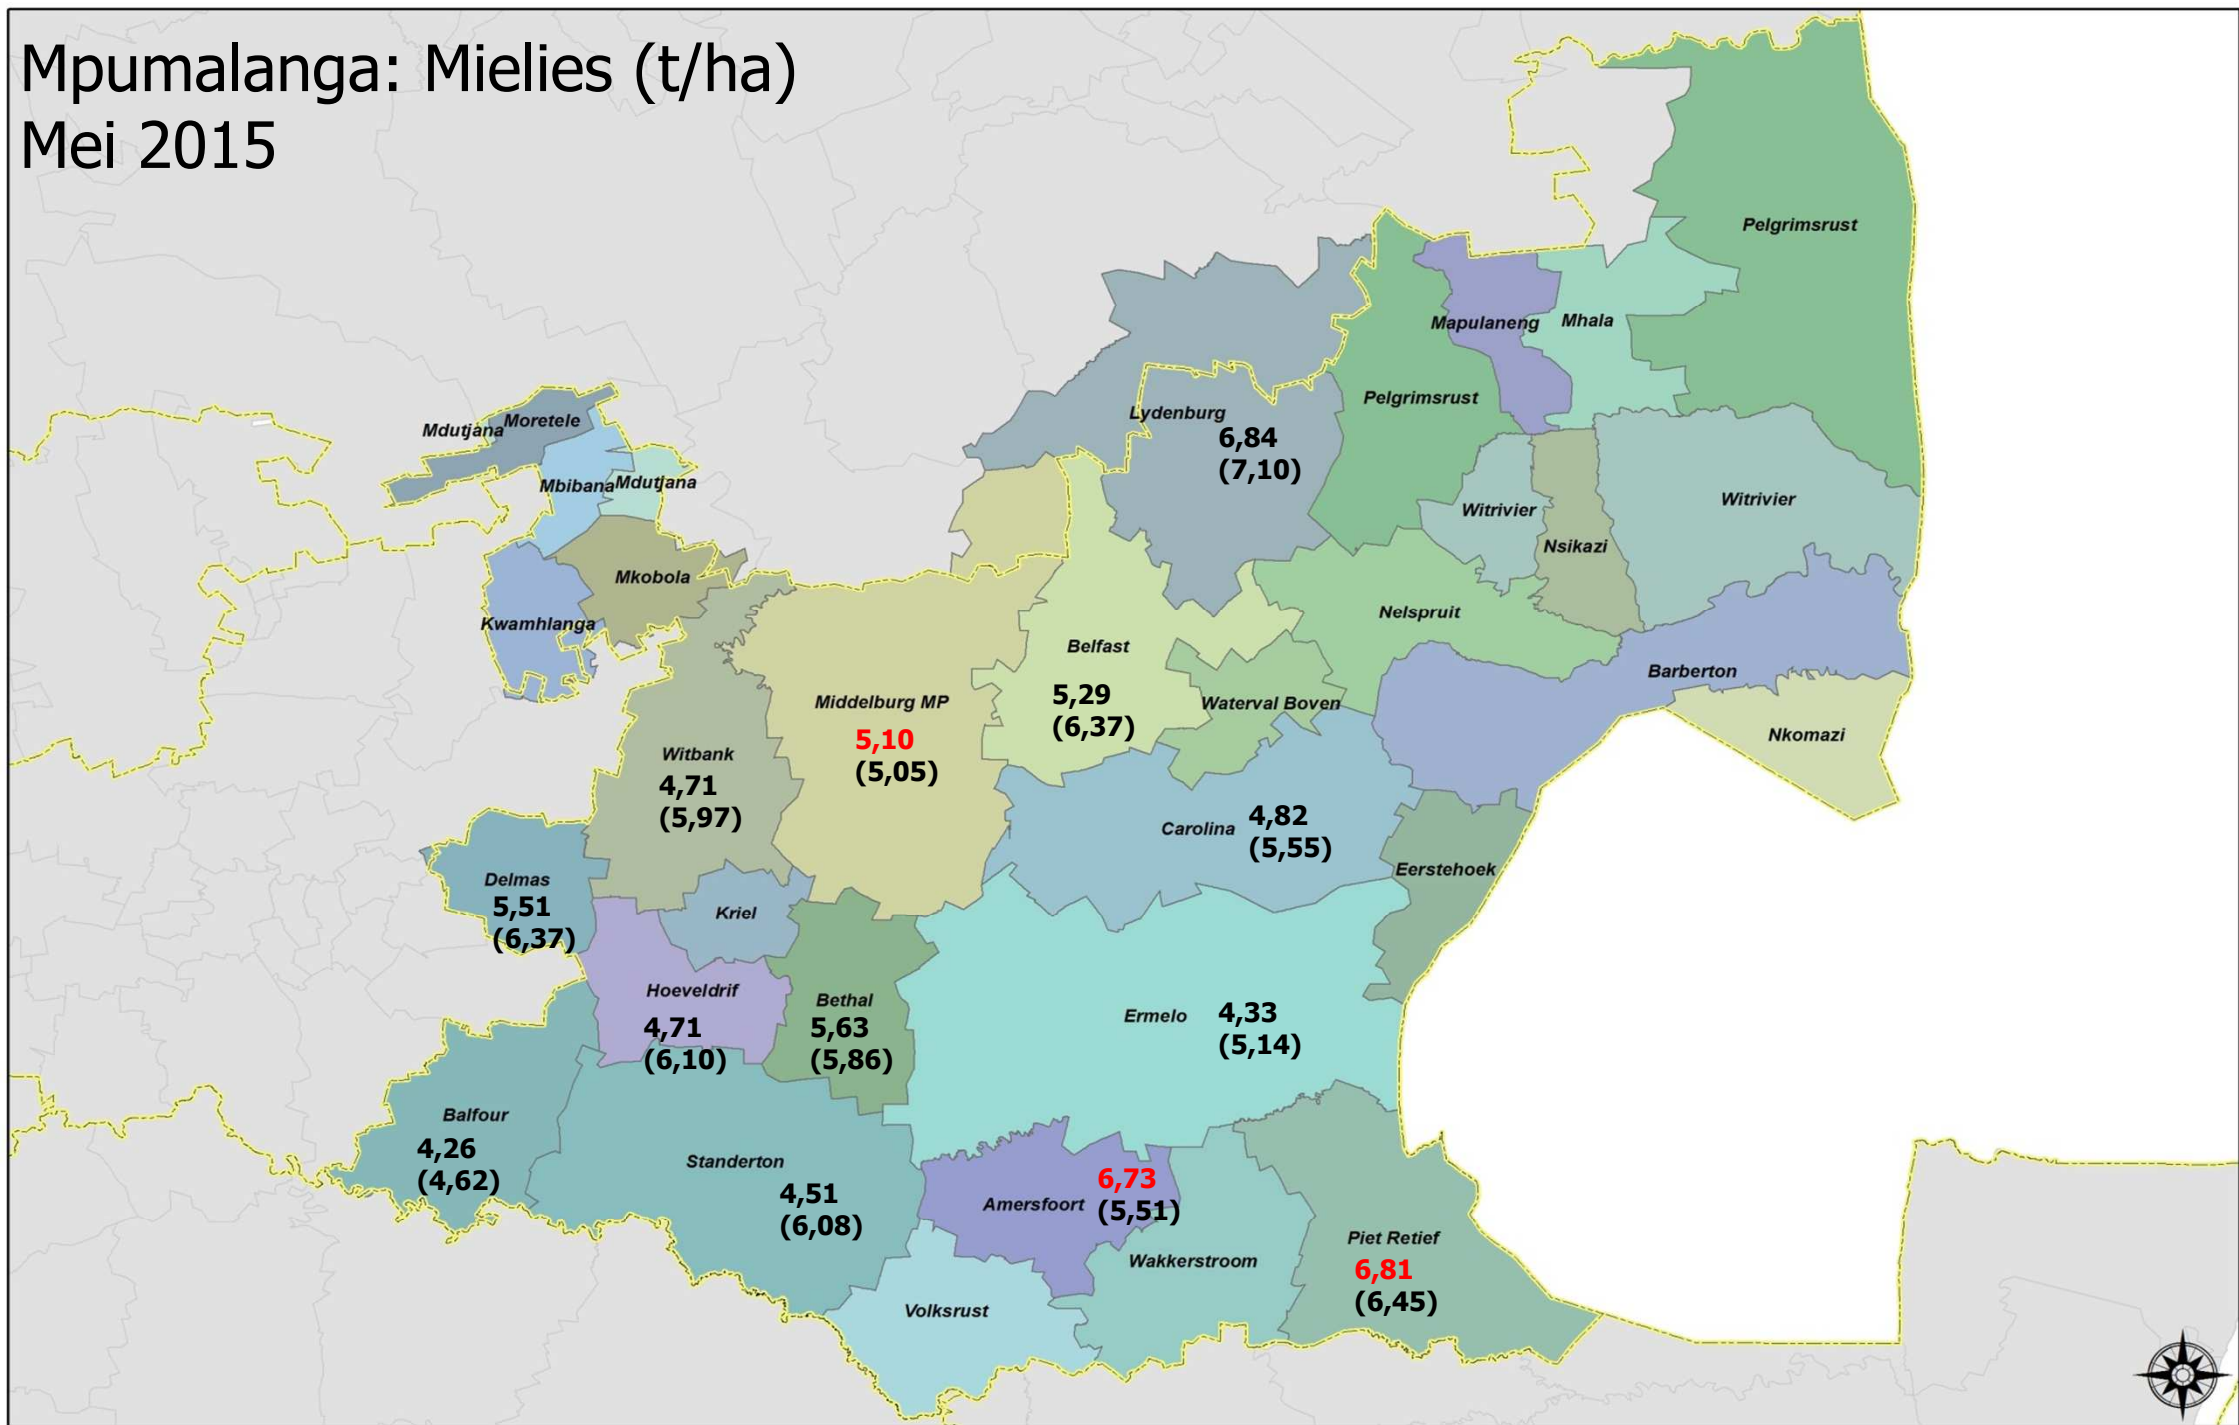 Mpumalanga: Mielies (t/ha)
Mei 2015
Pelgrimsrust
Mapulaneng
Mhala
Pelgrimsrust
Lydenburg
6,84
(7,10)
Mdutjana
Moretele
Mbibana
Mdutjana
Witrivier
Witrivier
Nsikazi
Mkobola
Kwamhlanga
Nelspruit
Belfast
5,29
(6,37)
Barberton
Middelburg MP
5,10
(5,05)
Waterval Boven
Nkomazi
Witbank
4,71
(5,97)
Carolina
4,82
(5,55)
Eerstehoek
Delmas
5,51
(6,37)
Kriel
Hoeveldrif
4,71
(6,10)
Bethal
5,63
(5,86)
Ermelo
4,33
(5,14)
Balfour
4,26
(4,62)
Standerton
4,51
(6,08)
Amersfoort
6,73
(5,51)
Piet Retief
6,81
(6,45)
Wakkerstroom
Volksrust